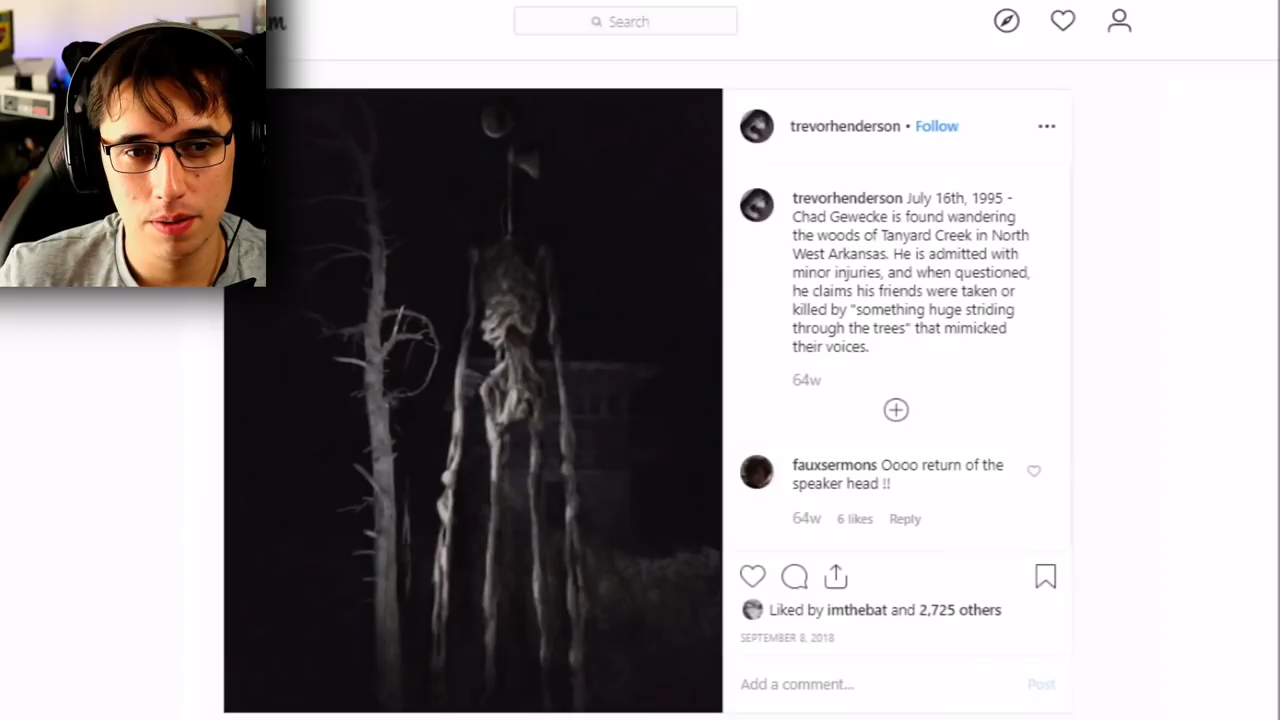 m
Search
trevorhenderson • Follow
trevorhenderson July 16th, 1995 -
Chad Gewecke is found wandering
the woods of Tanyard Creek in North
West Arkansas. He is admitted with
minor injuries, and when questioned,
he claims his friends were taken or
killed by "something huge striding
through the trees" that mimicked
their voices.
64w
fauxsermons Oooo return of the
speaker head !!
64w 6 likes Reply
Liked by imthebat and 2,725 others
SEPTEMBER 8, 2018
Add a comment... Post